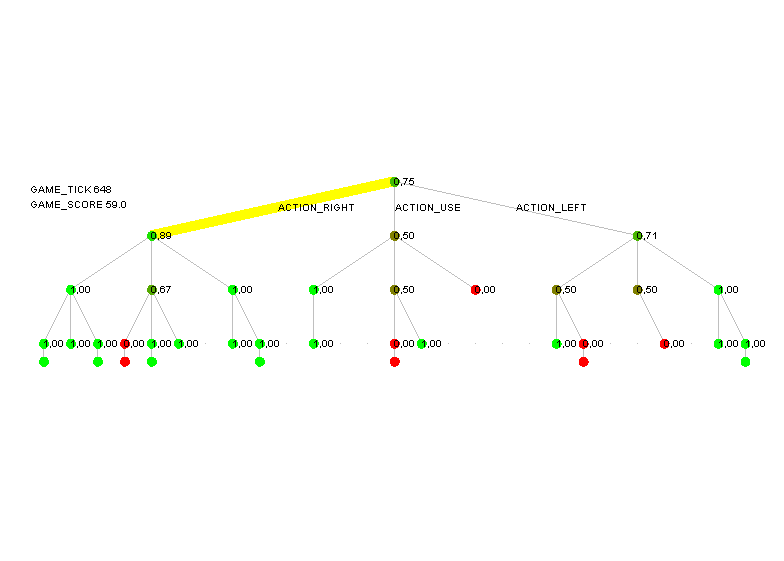 0,75
GAME_TICK 648
GAME_SCORE 59.0
ACTION_RIGHT ACTION_USE ACTION_LEFT
0,89 0,50 0,71
1,00 0,67 1,00 1,00 0,50 0,00 0,50 0,50 1,00
1,00 1,00 1,00 0,00 1,00 1,00 1,00 1,00 1,00 0,00 1,00 1,00 0,00 0,00 1,00 1,00